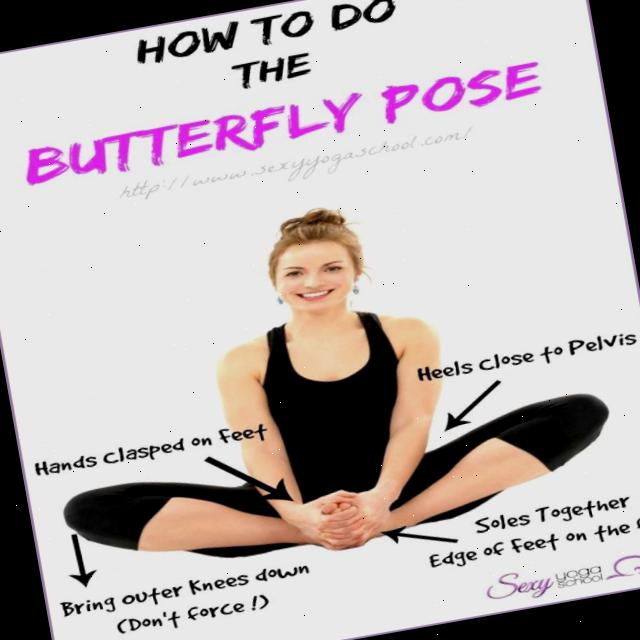 HOW TO DO
THE
BUTTERFLY POSE
http://www.sexyyogaschool.com/
Heels Close to Pelvis
Hands Clasped on Feet
Soles Together
Edge of Feet on the
Bring outer Knees down
(Don't force!)
Sexy yoga
school